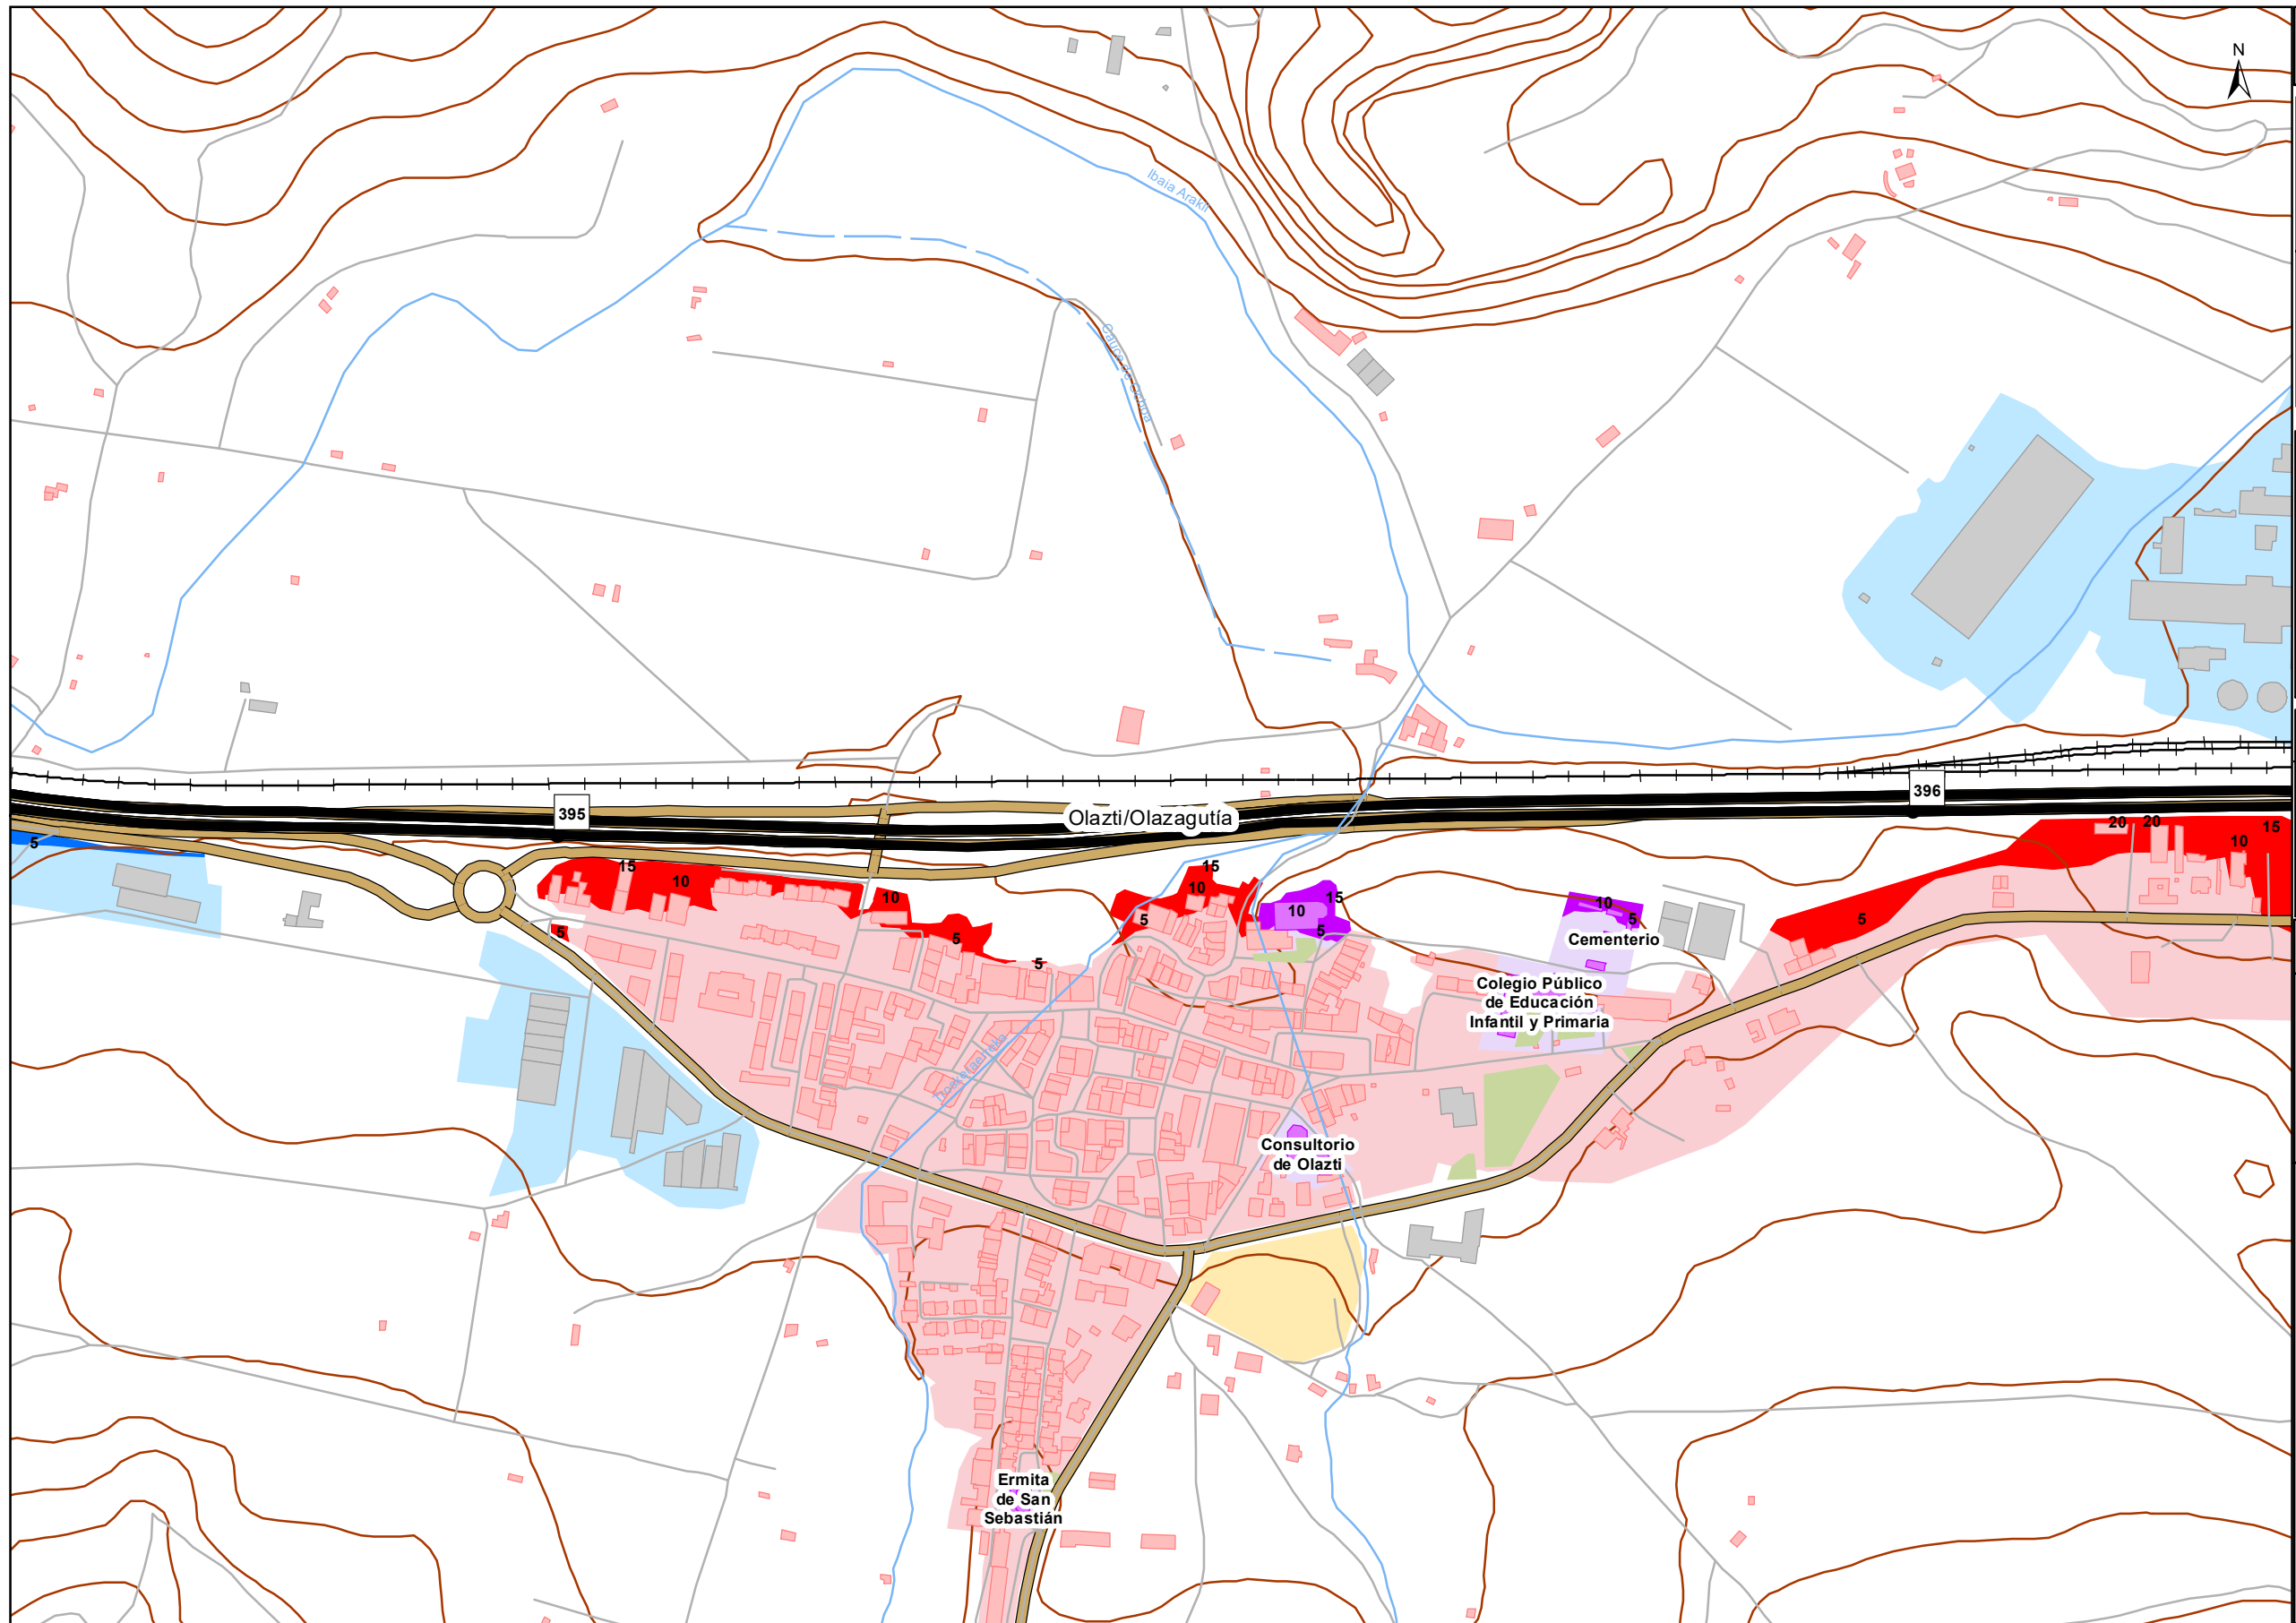 N
Ibaia Arakil
395
Olazti/Olazagutía
396
5
15
10
10
5
5
5
15
10
5
15
10
5
10
5
5
20
20
15
10
Cementerio
Colegio Público
de Educación
Infantil y Primaria
Consultorio
de Olazti
Ermita
de San
Sebastián